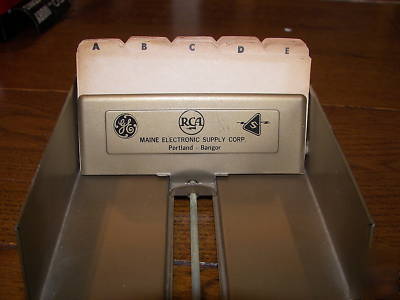 A B C D E
GE RCA S
MAINE ELECTRONIC SUPPLY CORP.
Portland - Bangor